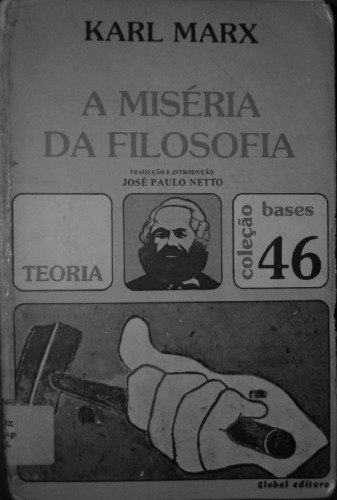 KARL MARX
A MISÉRIA
DA FILOSOFIA
TRADUÇÃO E INTRODUÇÃO
JOSÉ PAULO NETTO
TEORIA
coleção
bases
46
global editora